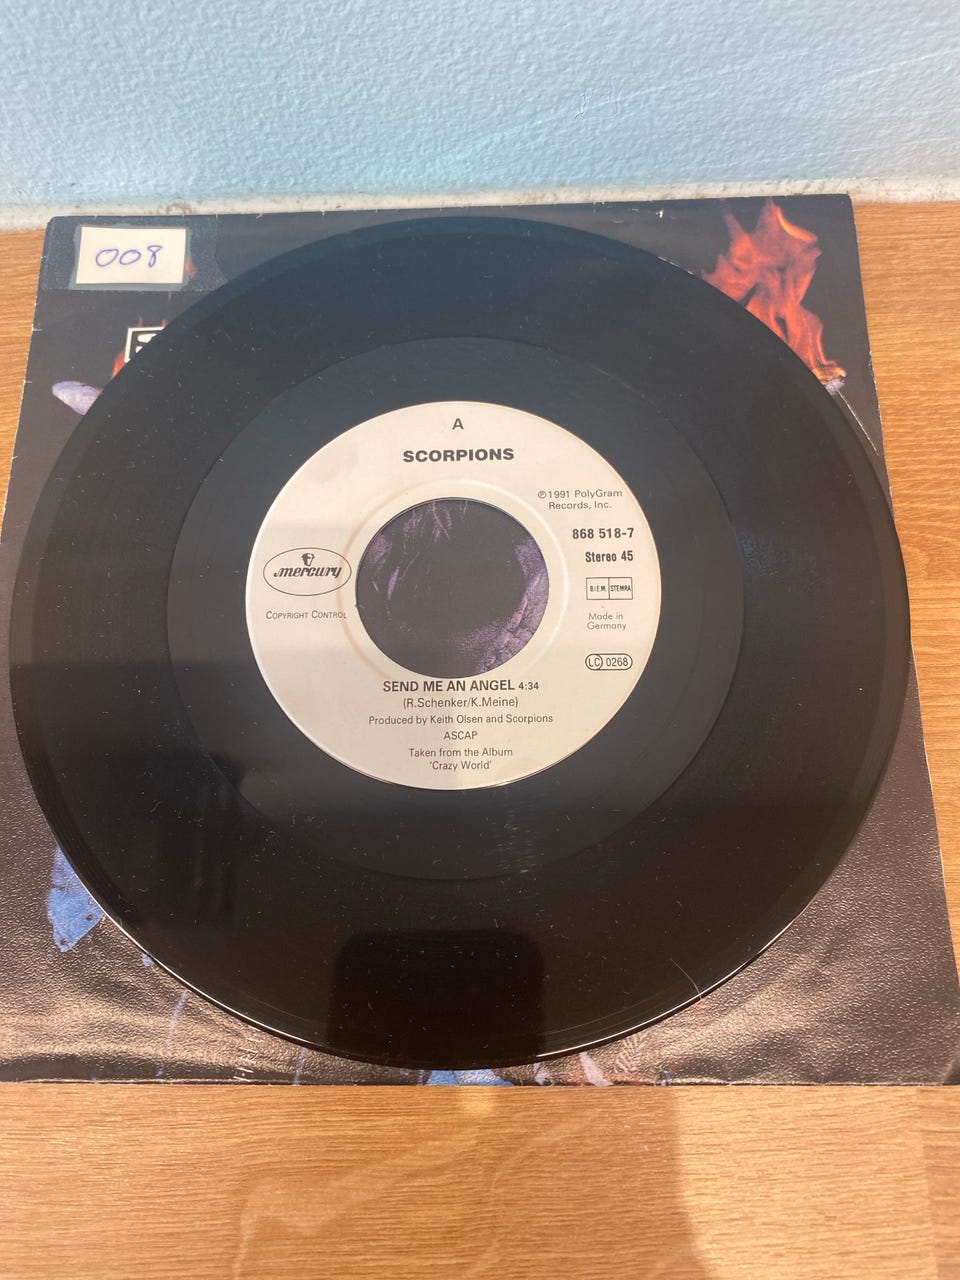 008
A
SCORPIONS
℗1991 PolyGram
Records, Inc.
868 518-7
Stereo 45
mercury
B.I.E.M. STEMRA
COPYRIGHT CONTROL
Made in
Germany
LC 0268
SEND ME AN ANGEL 4:34
(R.Schenker/K.Meine)
Produced by Keith Olsen and Scorpions
ASCAP
Taken from the Album
'Crazy World'